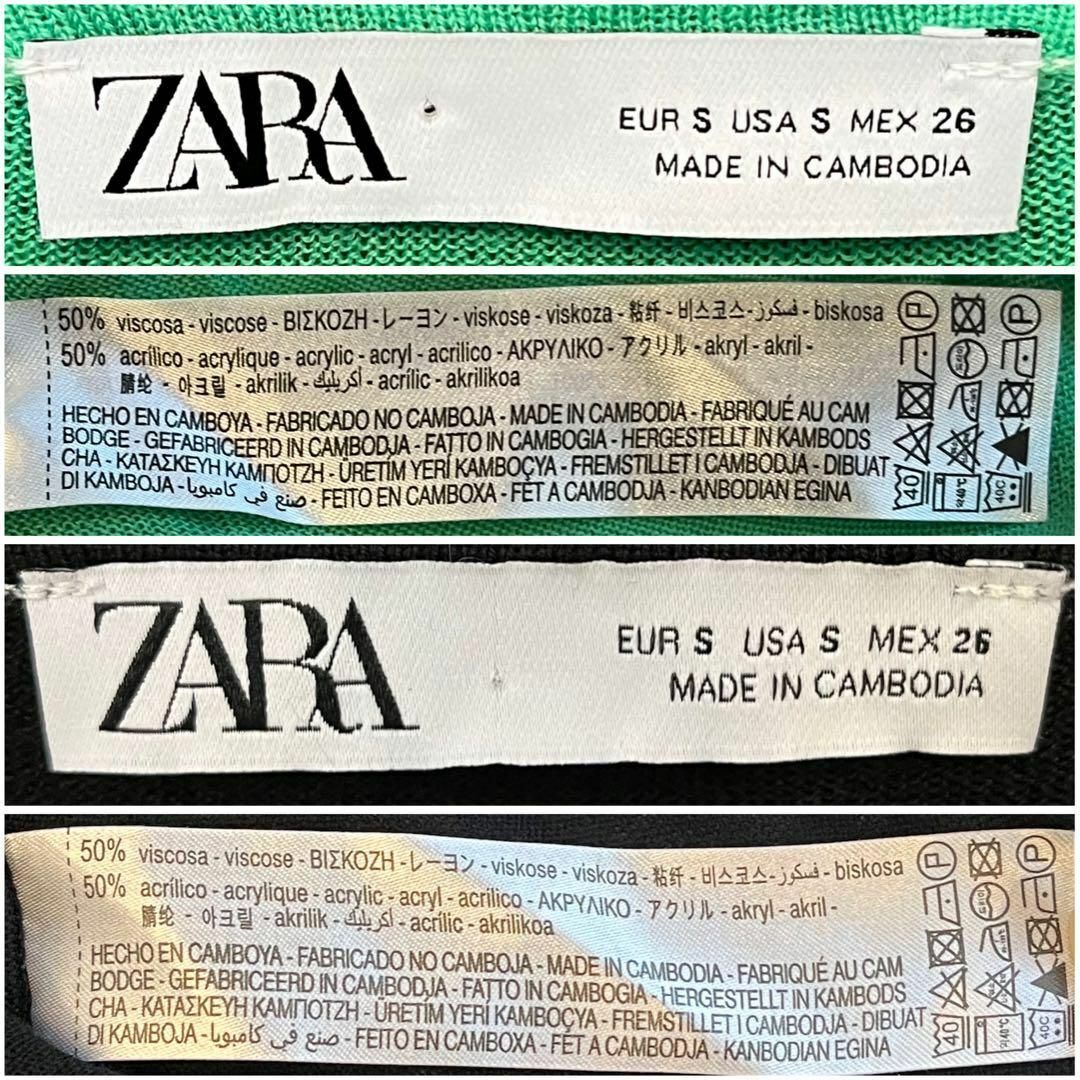 ZARA
EUR S USA S MEX 26
MADE IN CAMBODIA
50% viscosa - viscose - ΒΙΣΚΟΖΗ - レーヨン - viskose - viskoza - 粘纤 - 비스코스 - فسكوز - biskosa
50% acrílico - acrylique - acrylic - acryl - acrilico - ΑΚΡΥΛΙΚΟ - アクリル - akryl - akril -
腈纶 - 아크릴 - akrilik - أكريليك - acrílic - akrilikoa
HECHO EN CAMBOYA - FABRICADO NO CAMBOJA - MADE IN CAMBODIA - FABRIQUÉ AU CAM
BODGE - GEFABRICEERD IN CAMBODJA - FATTO IN CAMBOGIA - HERGESTELLT IN KAMBODS
CHA - ΚΑΤΑΣΚΕΥΗ ΚΑΜΠΟΤΖΗ - ÜRETİM YERİ KAMBOÇYA - FREMSTILLET I CAMBODJA - DIBUAT
DI KAMBOJA - صنع في كامبوديا - FEITO EN CAMBOXA - FET A CAMBODJA - KANBODIAN EGINA
P P
40 40C
ZARA
EUR S USA S MEX 26
MADE IN CAMBODIA
50% viscosa - viscose - ΒΙΣΚΟΖΗ - レーヨン - viskose - viskoza - 粘纤 - 비스코스 - فسكوز - biskosa
50% acrílico - acrylique - acrylic - acryl - acrilico - ΑΚΡΥΛΙΚΟ - アクリル - akryl - akril -
腈纶 - 아크릴 - akrilik - أكريليك - acrílic - akrilikoa
HECHO EN CAMBOYA - FABRICADO NO CAMBOJA - MADE IN CAMBODIA - FABRIQUÉ AU CAM
BODGE - GEFABRICEERD IN CAMBODJA - FATTO IN CAMBOGIA - HERGESTELLT IN KAMBODS
CHA - ΚΑΤΑΣΚΕΥΗ ΚΑΜΠΟΤΖΗ - ÜRETİM YERİ KAMBOÇYA - FREMSTILLET I CAMBODJA - DIBUAT
DI KAMBOJA - صنع في كامبوديا - FEITO EN CAMBOXA - FET A CAMBODJA - KANBODIAN EGINA
P P
40 40C